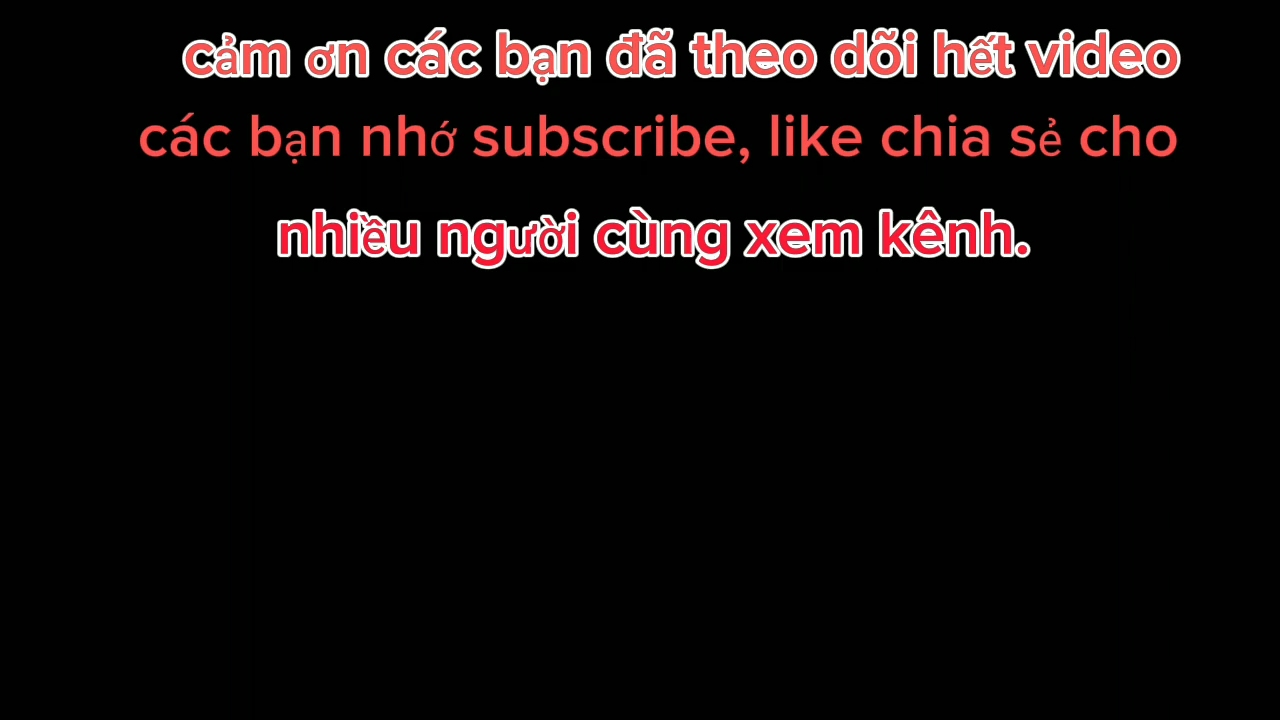 cảm ơn các bạn đã theo dõi hết video
các bạn nhớ subscribe, like chia sẻ cho
nhiều người cùng xem kênh.